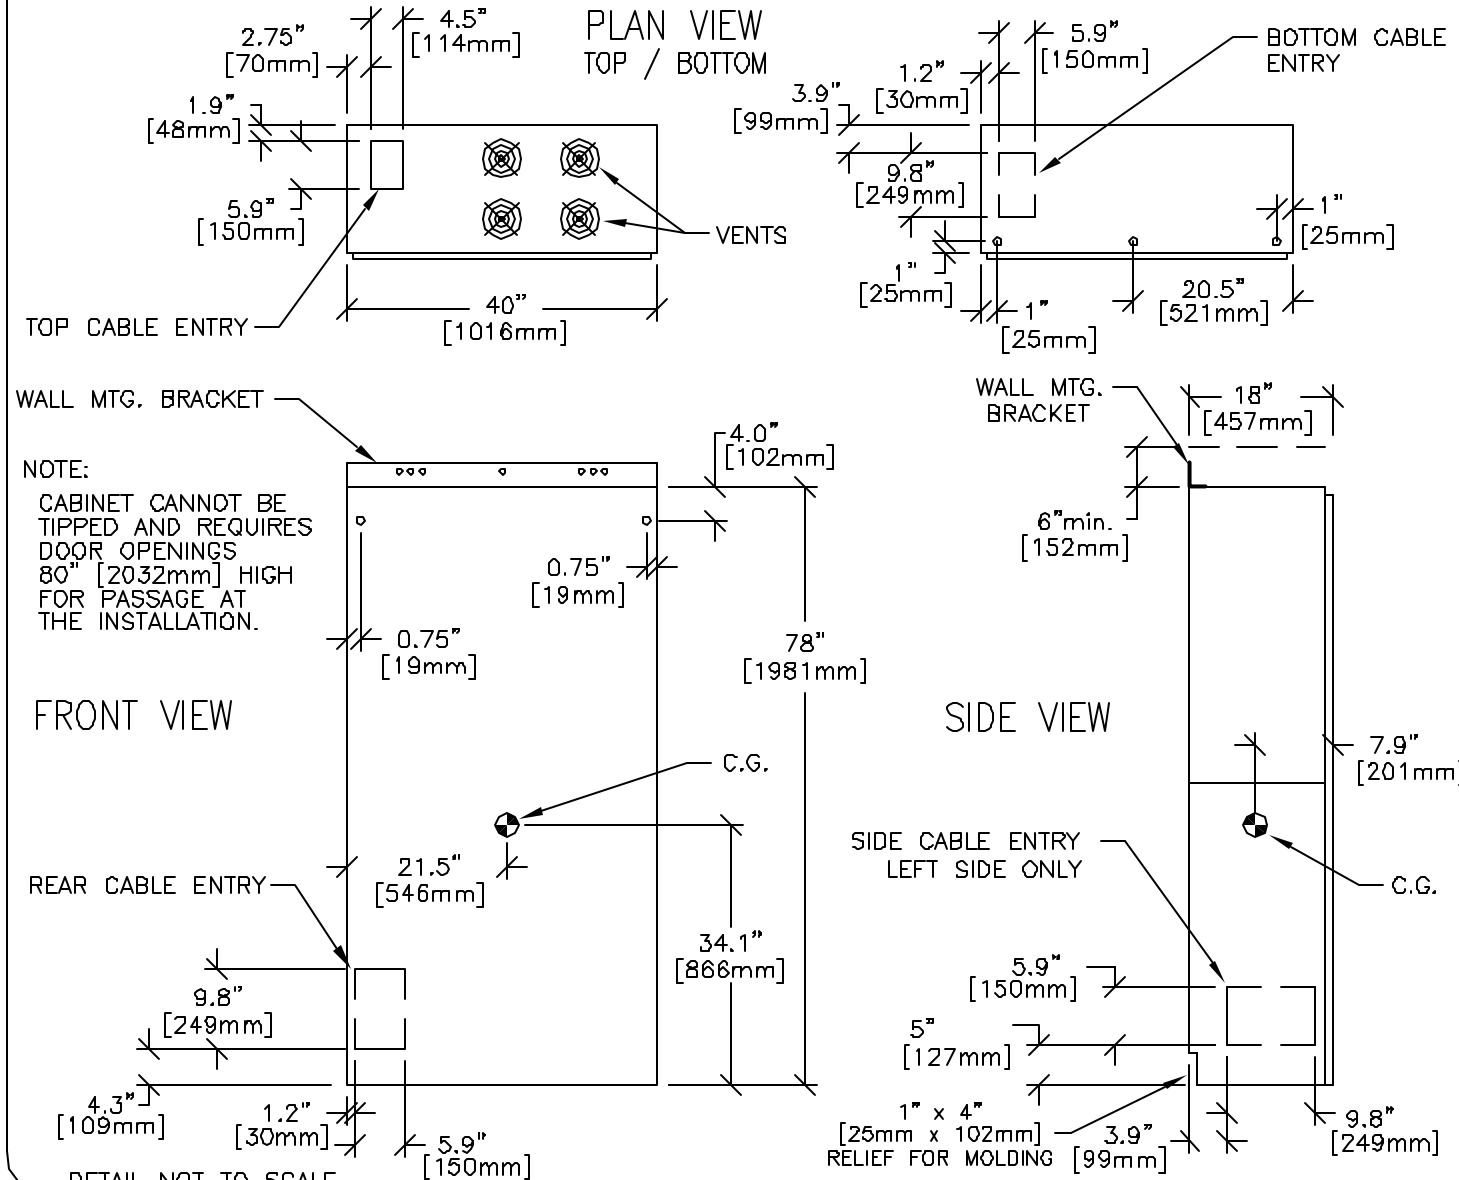 PLAN VIEW
TOP / BOTTOM
2.75"
[70mm]
4.5"
[114mm]
1.9"
[48mm]
5.9"
[150mm]
VENTS
40"
[1016mm]
TOP CABLE ENTRY
5.9"
[150mm]
BOTTOM CABLE
ENTRY
1.2"
[30mm]
3.9"
[99mm]
9.8"
[249mm]
1"
[25mm]
1"
[25mm]
1"
[25mm]
20.5"
[521mm]
WALL MTG. BRACKET
NOTE:
CABINET CANNOT BE
TIPPED AND REQUIRES
DOOR OPENINGS
80" [2032mm] HIGH
FOR PASSAGE AT
THE INSTALLATION.
4.0"
[102mm]
0.75"
[19mm]
0.75"
[19mm]
78"
[1981mm]
FRONT VIEW
C.G.
21.5"
[546mm]
REAR CABLE ENTRY
34.1"
[866mm]
9.8"
[249mm]
4.3"
[109mm]
1.2"
[30mm]
5.9"
[150mm]
DETAIL NOT TO SCALE
WALL MTG.
BRACKET
18"
[457mm]
6"min.
[152mm]
SIDE VIEW
7.9"
[201mm]
SIDE CABLE ENTRY
LEFT SIDE ONLY
C.G.
5.9"
[150mm]
5"
[127mm]
1" x 4"
[25mm x 102mm]
RELIEF FOR MOLDING
3.9"
[99mm]
9.8"
[249mm]